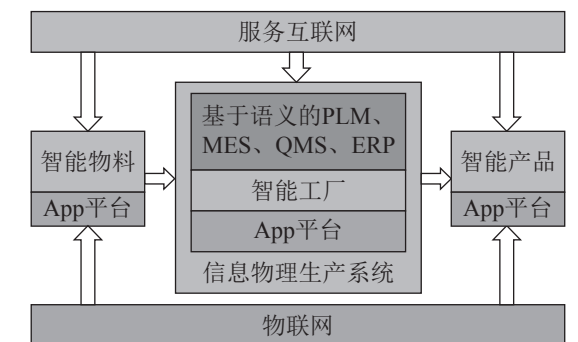 服务互联网
智能物料
App平台
基于语义的PLM、
MES、QMS、ERP
智能工厂
App平台
信息物理生产系统
智能产品
App平台
物联网